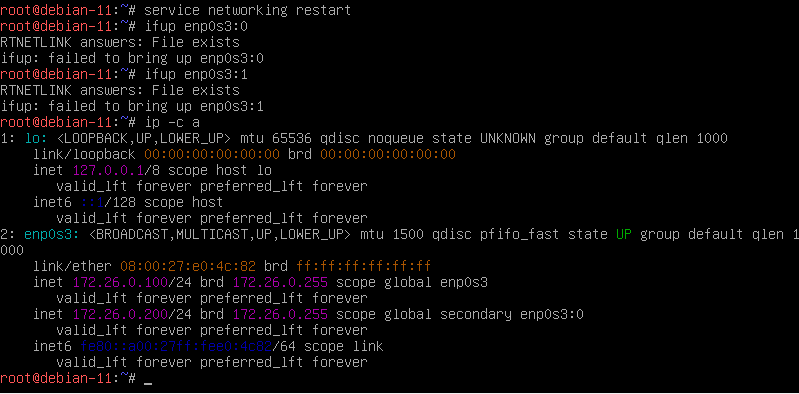 root@debian-11:~# service networking restart
root@debian-11:~# ifup enp0s3:0
RTNETLINK answers: File exists
ifup: failed to bring up enp0s3:0
root@debian-11:~# ifup enp0s3:1
RTNETLINK answers: File exists
ifup: failed to bring up enp0s3:1
root@debian-11:~# ip -c a
1: lo: <LOOPBACK,UP,LOWER_UP> mtu 65536 qdisc noqueue state UNKNOWN group default qlen 1000
    link/loopback 00:00:00:00:00:00 brd 00:00:00:00:00:00
    inet 127.0.0.1/8 scope host lo
       valid_lft forever preferred_lft forever
    inet6 ::1/128 scope host
       valid_lft forever preferred_lft forever
2: enp0s3: <BROADCAST,MULTICAST,UP,LOWER_UP> mtu 1500 qdisc pfifo_fast state UP group default qlen 1
000
    link/ether 08:00:27:e0:4c:82 brd ff:ff:ff:ff:ff:ff
    inet 172.26.0.100/24 brd 172.26.0.255 scope global enp0s3
       valid_lft forever preferred_lft forever
    inet 172.26.0.200/24 brd 172.26.0.255 scope global secondary enp0s3:0
       valid_lft forever preferred_lft forever
    inet6 fe80::a00:27ff:fee0:4c82/64 scope link
       valid_lft forever preferred_lft forever
root@debian-11:~# _